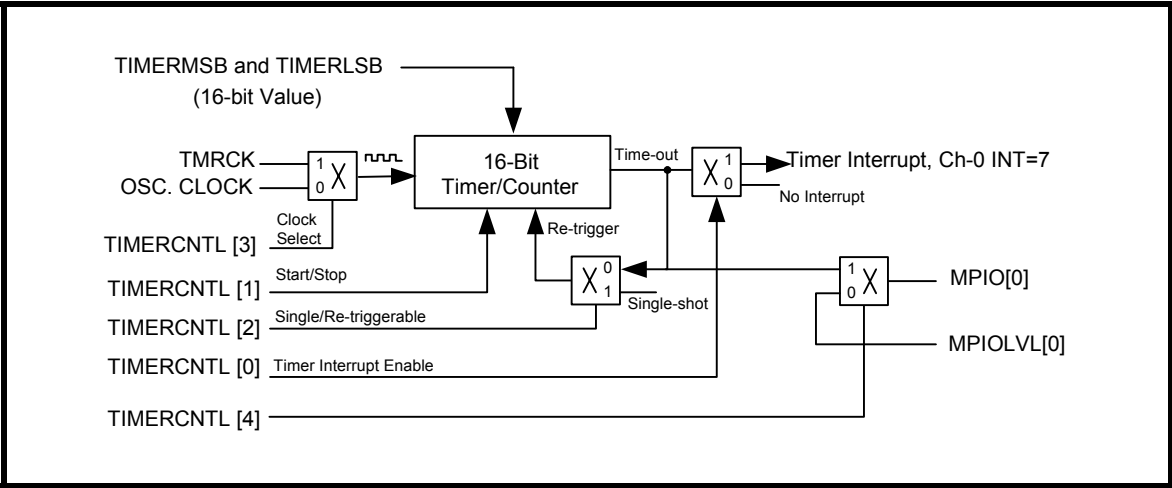 TIMERMSB and TIMERLSB
(16-bit Value)
TMRCK
OSC. CLOCK
1
0
X
Clock
Select
TIMERCNTL [3]
16-Bit
Timer/Counter
Time-out
X
1
0
Timer Interrupt, Ch-0 INT=7
No Interrupt
Re-trigger
TIMERCNTL [1]
Start/Stop
X
0
1
Single-shot
TIMERCNTL [2]
Single/Re-triggerable
1
0
X
MPIO[0]
MPIOLVL[0]
TIMERCNTL [0]
Timer Interrupt Enable
TIMERCNTL [4]